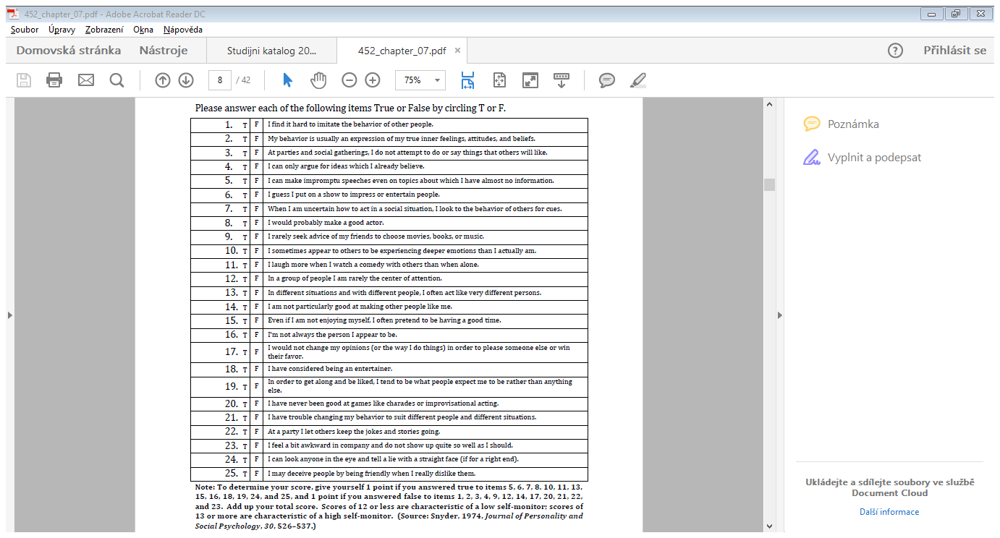 452_chapter_07.pdf - Adobe Acrobat Reader DC
Soubor Úpravy Zobrazení Okna Nápověda
Domovská stránka Nástroje Studijni katalog 20... 452_chapter_07.pdf × ? Přihlásit se
8 / 42 75%
Please answer each of the following items True or False by circling T or F.
1. T F I find it hard to imitate the behavior of other people.
2. T F My behavior is usually an expression of my true inner feelings, attitudes, and beliefs.
3. T F At parties and social gatherings, I do not attempt to do or say things that others will like.
4. T F I can only argue for ideas which I already believe.
5. T F I can make impromptu speeches even on topics about which I have almost no information.
6. T F I guess I put on a show to impress or entertain people.
7. T F When I am uncertain how to act in a social situation, I look to the behavior of others for cues.
8. T F I would probably make a good actor.
9. T F I rarely seek advice of my friends to choose movies, books, or music.
10. T F I sometimes appear to others to be experiencing deeper emotions than I actually am.
11. T F I laugh more when I watch a comedy with others than when alone.
12. T F In a group of people I am rarely the center of attention.
13. T F In different situations and with different people, I often act like very different persons.
14. T F I am not particularly good at making other people like me.
15. T F Even if I am not enjoying myself, I often pretend to be having a good time.
16. T F I'm not always the person I appear to be.
17. T F I would not change my opinions (or the way I do things) in order to please someone else or win
their favor.
18. T F I have considered being an entertainer.
19. T F In order to get along and be liked, I tend to be what people expect me to be rather than anything
else.
20. T F I have never been good at games like charades or improvisational acting.
21. T F I have trouble changing my behavior to suit different people and different situations.
22. T F At a party I let others keep the jokes and stories going.
23. T F I feel a bit awkward in company and do not show up quite so well as I should.
24. T F I can look anyone in the eye and tell a lie with a straight face (if for a right end).
25. T F I may deceive people by being friendly when I really dislike them.
Note: To determine your score, give yourself 1 point if you answered true to items 5, 6, 7, 8, 10, 11, 13,
15, 16, 18, 19, 24, and 25, and 1 point if you answered false to items 1, 2, 3, 4, 9, 12, 14, 17, 20, 21, 22,
and 23. Add up your total score. Scores of 12 or less are characteristic of a low self-monitor; scores of
13 or more are characteristic of a high self-monitor. (Source: Snyder, 1974, Journal of Personality and
Social Psychology, 30, 526–537.)
Poznámka
Vyplnit a podepsat
Ukládejte a sdílejte soubory ve službě
Document Cloud
Další informace